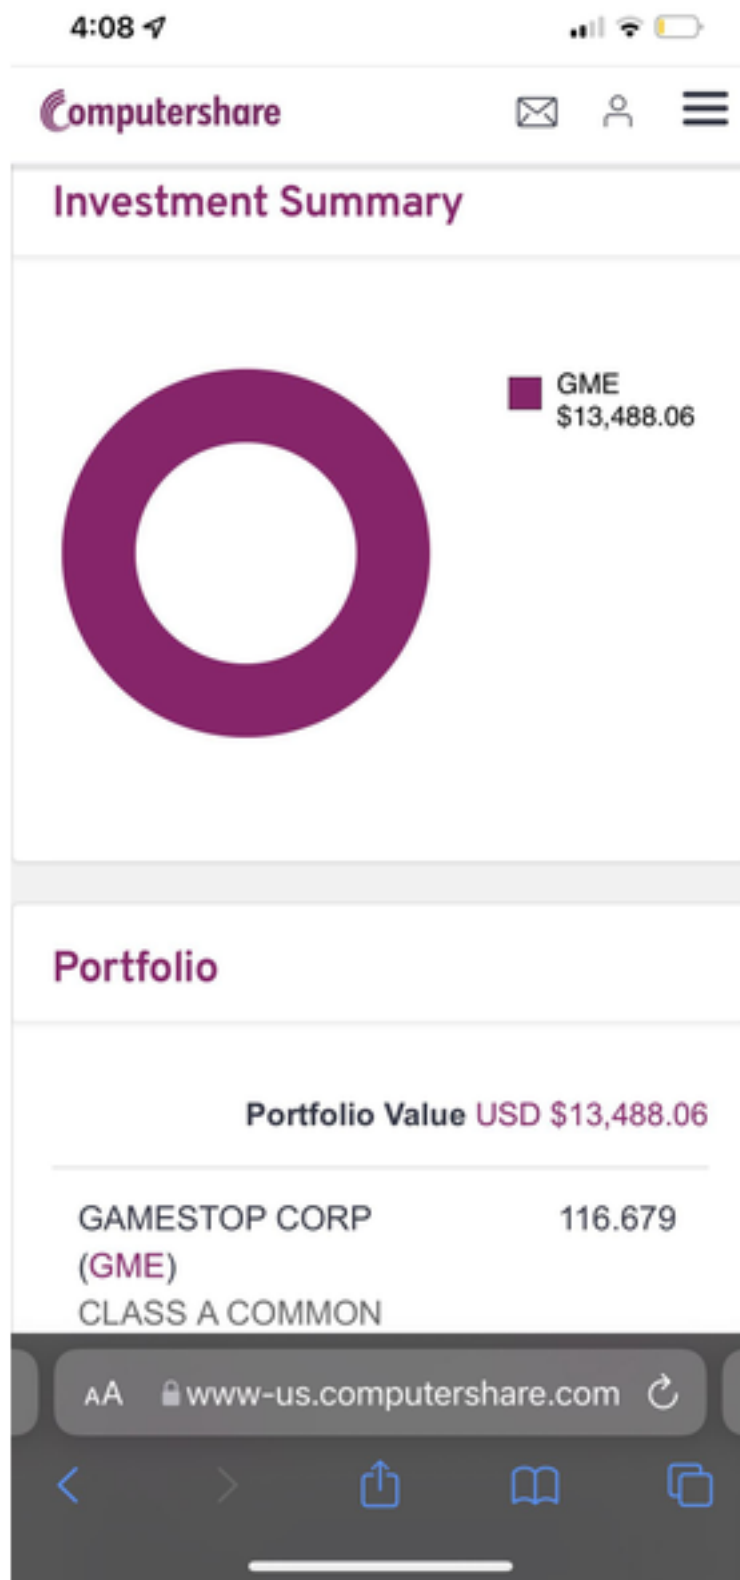 4:08
Computershare
Investment Summary
GME
$13,488.06
Portfolio
Portfolio Value USD $13,488.06
GAMESTOP CORP 116.679
(GME)
CLASS A COMMON
AA www-us.computershare.com